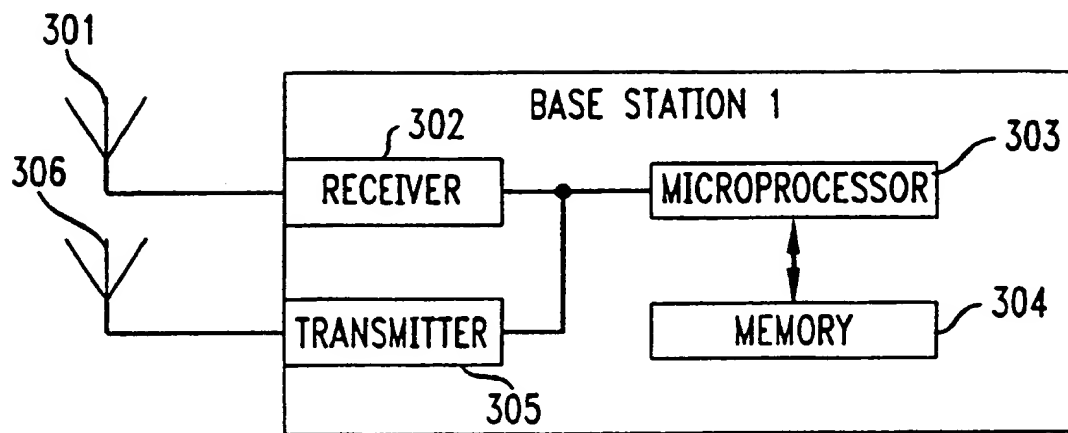 301
BASE STATION 1
302
303
306
RECEIVER
MICROPROCESSOR
304
TRANSMITTER
MEMORY
305